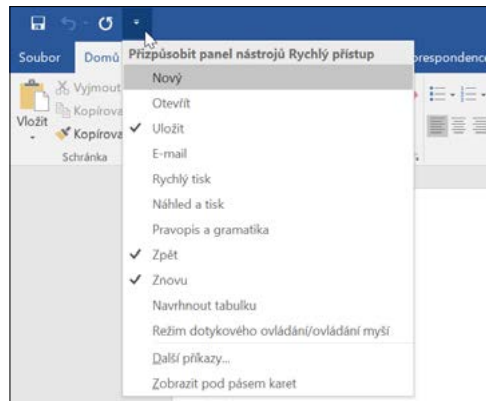 Soubor
Domů
Přizpůsobit panel nástrojů Rychlý přístup
orespondence
Nový
Vyjmout
Otevřít
Kopírova
Vložit
Uložit
Kopírova
E-mail
Schránka
Rychlý tisk
Náhled a tisk
Pravopis a gramatika
Zpět
Znovu
Navrhnout tabulku
Režim dotykového ovládání/ovládání myší
Další příkazy...
Zobrazit pod pásem karet